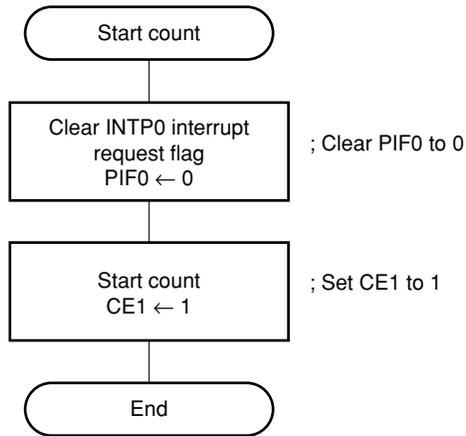 Start count
Clear INTP0 interrupt
request flag
PIF0 ← 0
; Clear PIF0 to 0
Start count
CE1 ← 1
; Set CE1 to 1
End